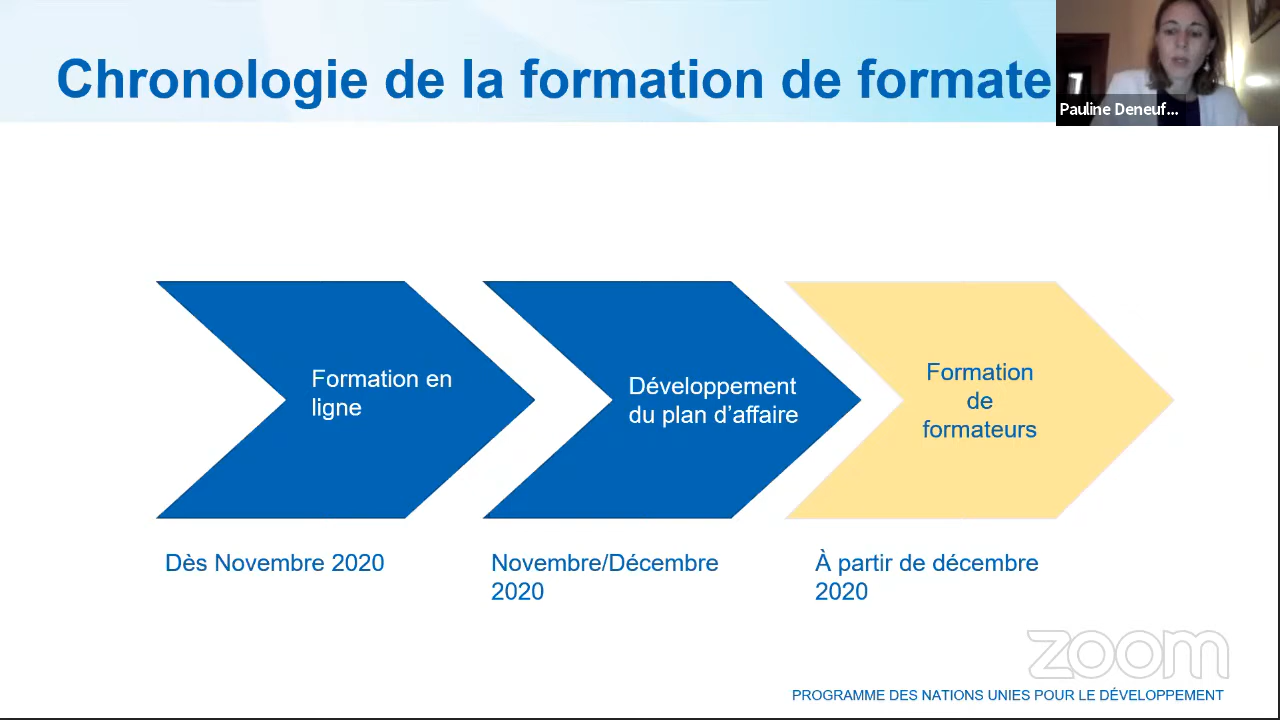 Chronologie de la formation de formate
Pauline Deneuf...
Formation en
ligne
Développement
du plan d’affaire
Formation
de
formateurs
Dès Novembre 2020
Novembre/Décembre
2020
À partir de décembre
2020
zoom
PROGRAMME DES NATIONS UNIES POUR LE DÉVELOPPEMENT